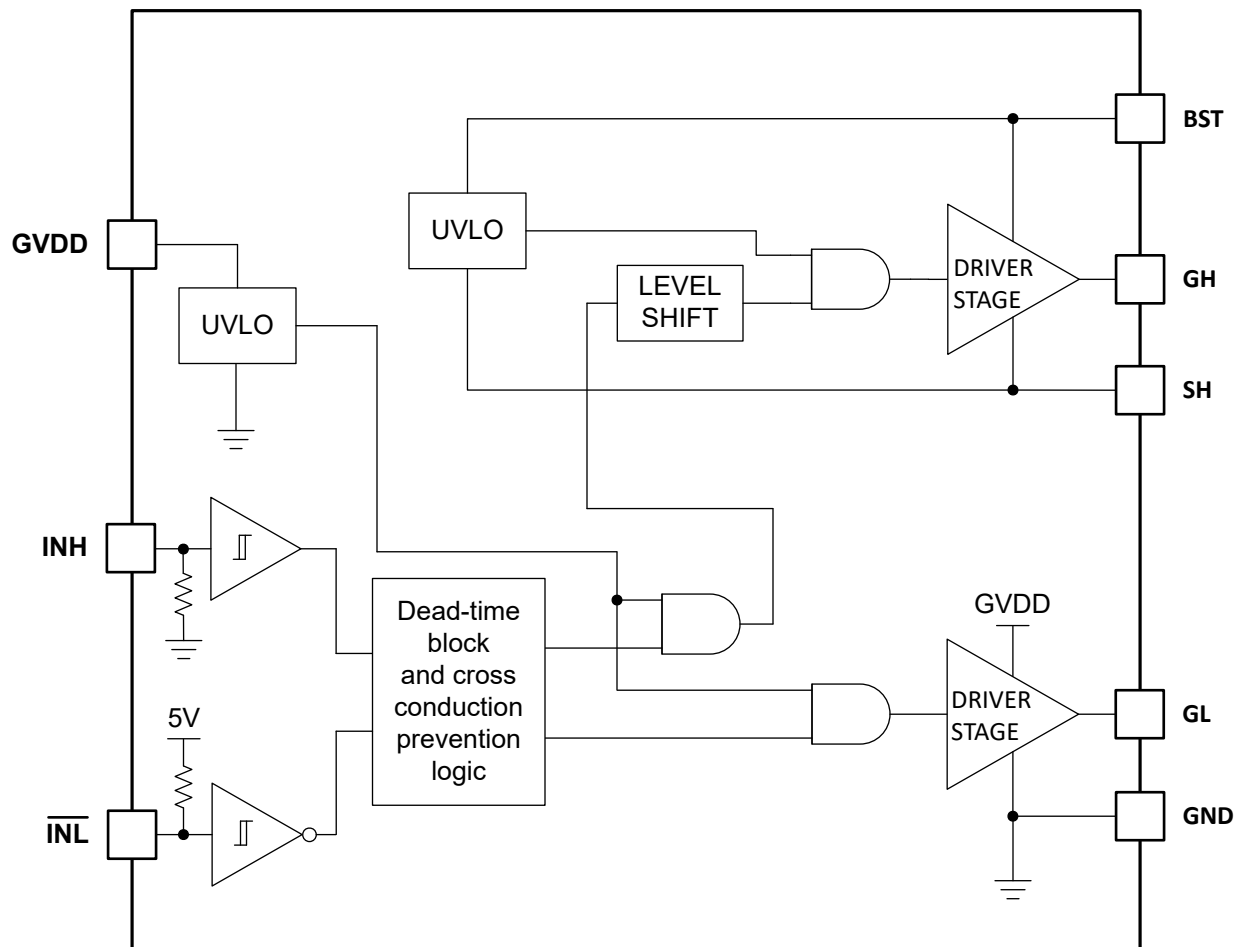 BST
UVLO
GVDD
LEVEL
SHIFT
DRIVER
STAGE
GH
UVLO
SH
INH
Dead-time
block
and cross
conduction
prevention
logic
GVDD
DRIVER
STAGE
GL
5V
INL
GND